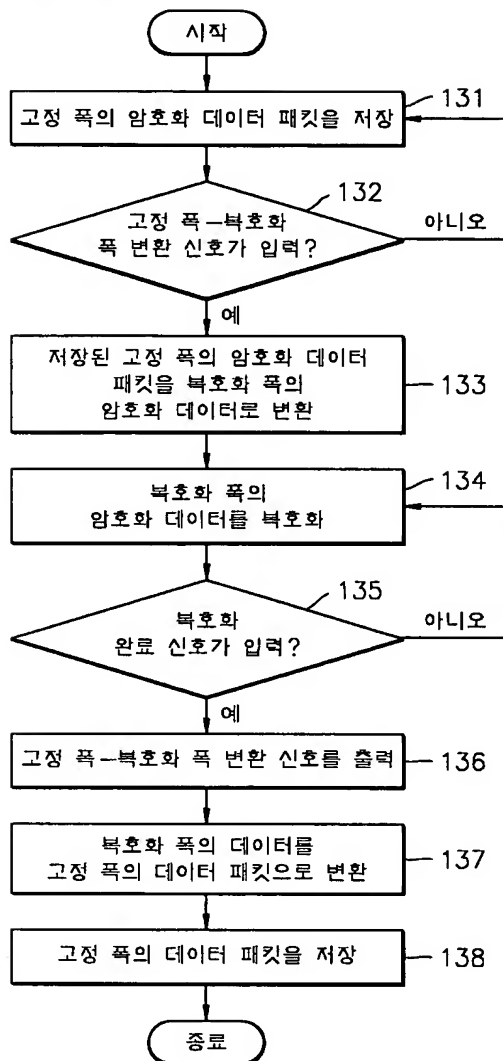 시작
고정 폭의 암호화 데이터 패킷을 저장
131
132
고정 폭-복호화
폭 변환 신호가 입력?
아니오
예
저장된 고정 폭의 암호화 데이터
패킷을 복호화 폭의
암호화 데이터로 변환
133
134
복호화 폭의
암호화 데이터를 복호화
135
복호화
완료 신호가 입력?
아니오
예
고정 폭-복호화 폭 변환 신호를 출력
136
복호화 폭의 데이터를
고정 폭의 데이터 패킷으로 변환
137
고정 폭의 데이터 패킷을 저장
138
종료